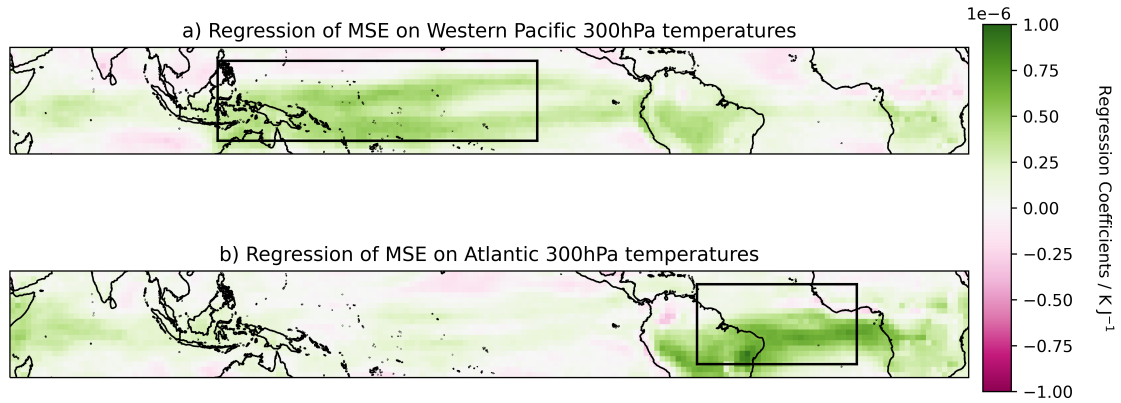 1e−6
a) Regression of MSE on Western Pacific 300hPa temperatures
1.00
0.75
0.50
0.25
0.00
−0.25
−0.50
−0.75
−1.00
Regression Coefficients / K J⁻¹
b) Regression of MSE on Atlantic 300hPa temperatures